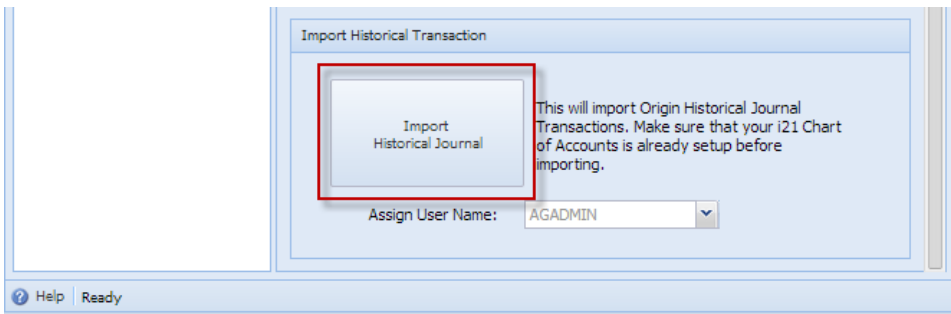 Import Historical Transaction
Import
Historical Journal
This will import Origin Historical Journal
Transactions. Make sure that your i21 Chart
of Accounts is already setup before
importing.
Assign User Name: AGADMIN
Help Ready